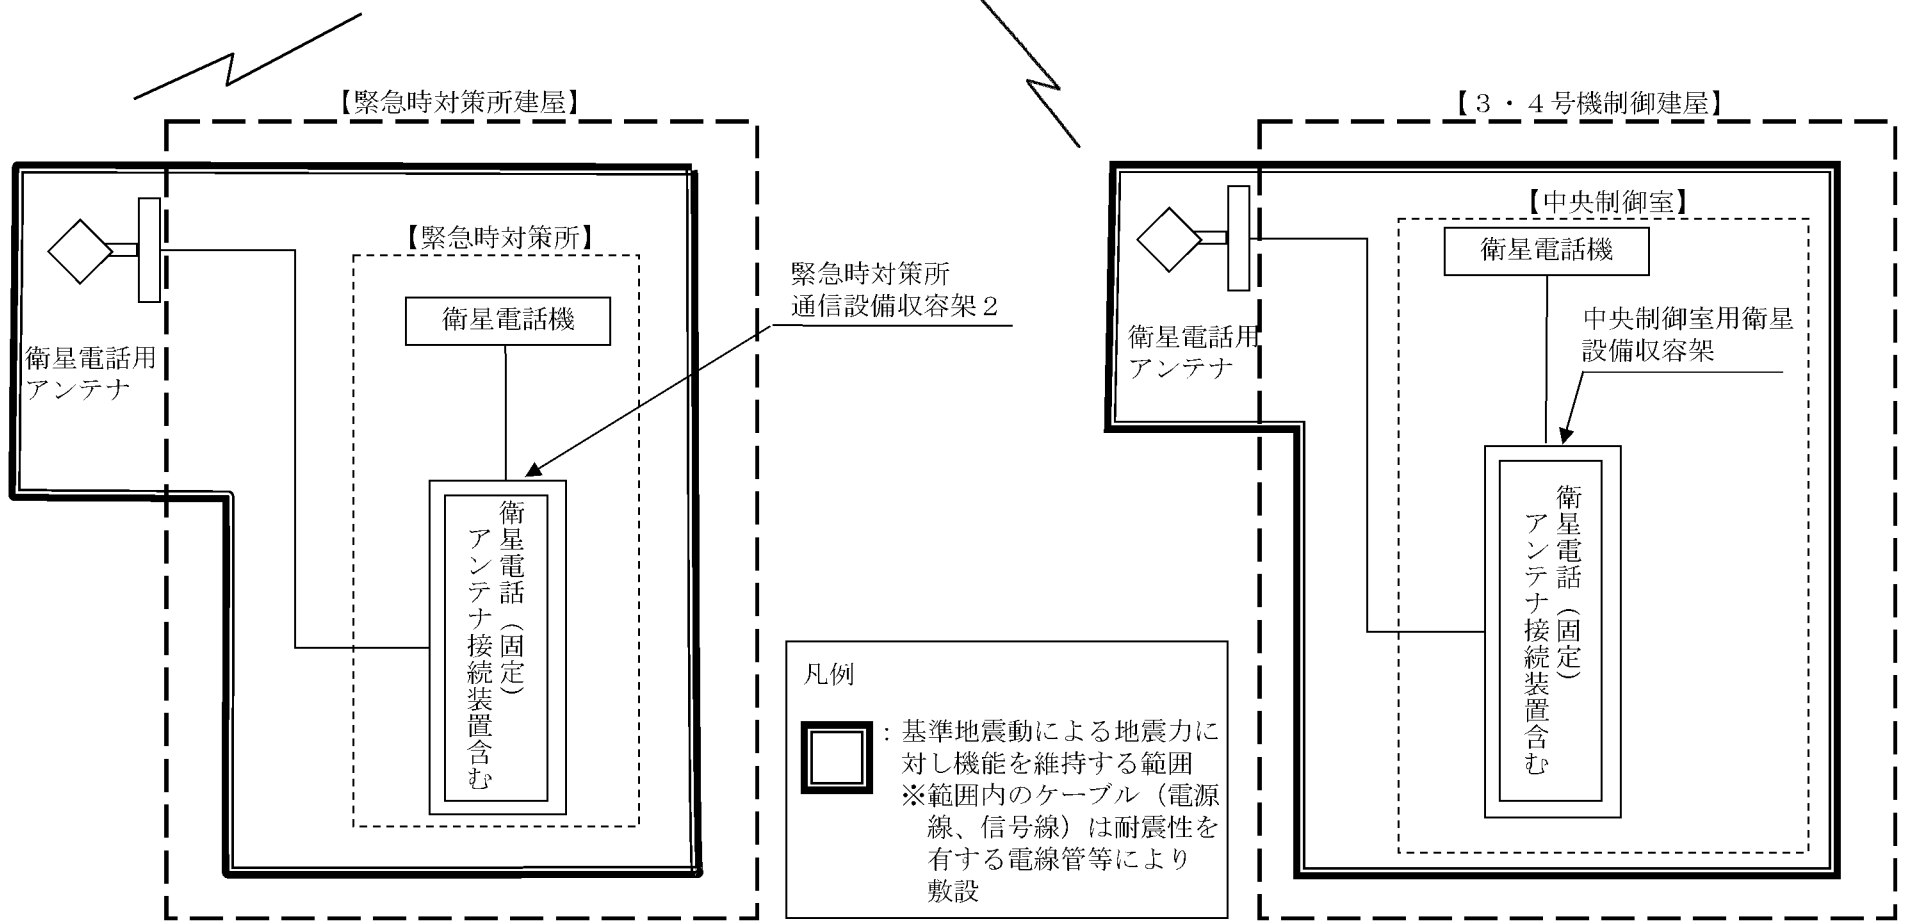 【緊急時対策所建屋】
【緊急時対策所】
衛星電話機
衛星電話用
アンテナ
緊急時対策所
通信設備収容架２
衛星電話（固定）
アンテナ接続装置含む
【３・４号機制御建屋】
【中央制御室】
衛星電話機
衛星電話用
アンテナ
中央制御室用衛星
設備収容架
衛星電話（固定）
アンテナ接続装置含む
凡例
：基準地震動による地震力に
対し機能を維持する範囲
※範囲内のケーブル（電源
線、信号線）は耐震性を
有する電線管等により
敷設